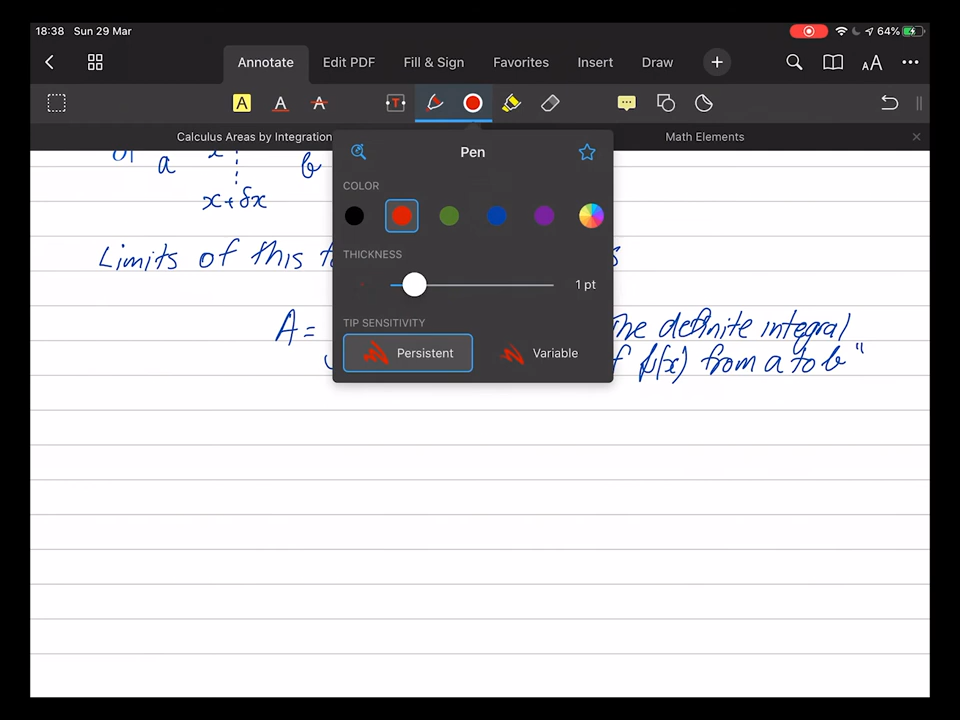 18:38 Sun 29 Mar 64%
Annotate Edit PDF Fill & Sign Favorites Insert Draw
Calculus Areas by Integration Math Elements
Pen
COLOR
THICKNESS
1 pt
TIP SENSITIVITY
Persistent Variable
a b
x+δx
Limits of this
A= The definite integral
f(x) from a to b"